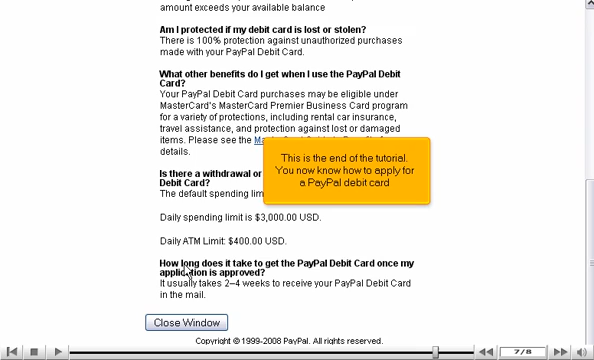 amount exceeds your available balance
Am I protected if my debit card is lost or stolen?
There is 100% protection against unauthorized purchases
made with your PayPal Debit Card.
What other benefits do I get when I use the PayPal Debit
Card?
Your PayPal Debit Card purchases may be eligible under
MasterCard's MasterCard Premier Business Card program
for a variety of protections, including rental car insurance,
travel assistance, and protection against lost or damaged
items. Please see the
details.
This is the end of the tutorial.
You now know how to apply for
a PayPal debit card
Is there a withdrawal or
Debit Card?
The default spending
Daily spending limit is $3,000.00 USD.
Daily ATM Limit: $400.00 USD.
How long does it take to get the PayPal Debit Card once my
application is approved?
It usually takes 2–4 weeks to receive your PayPal Debit Card
in the mail.
Close Window
Copyright © 1999-2008 PayPal. All rights reserved.
7/8